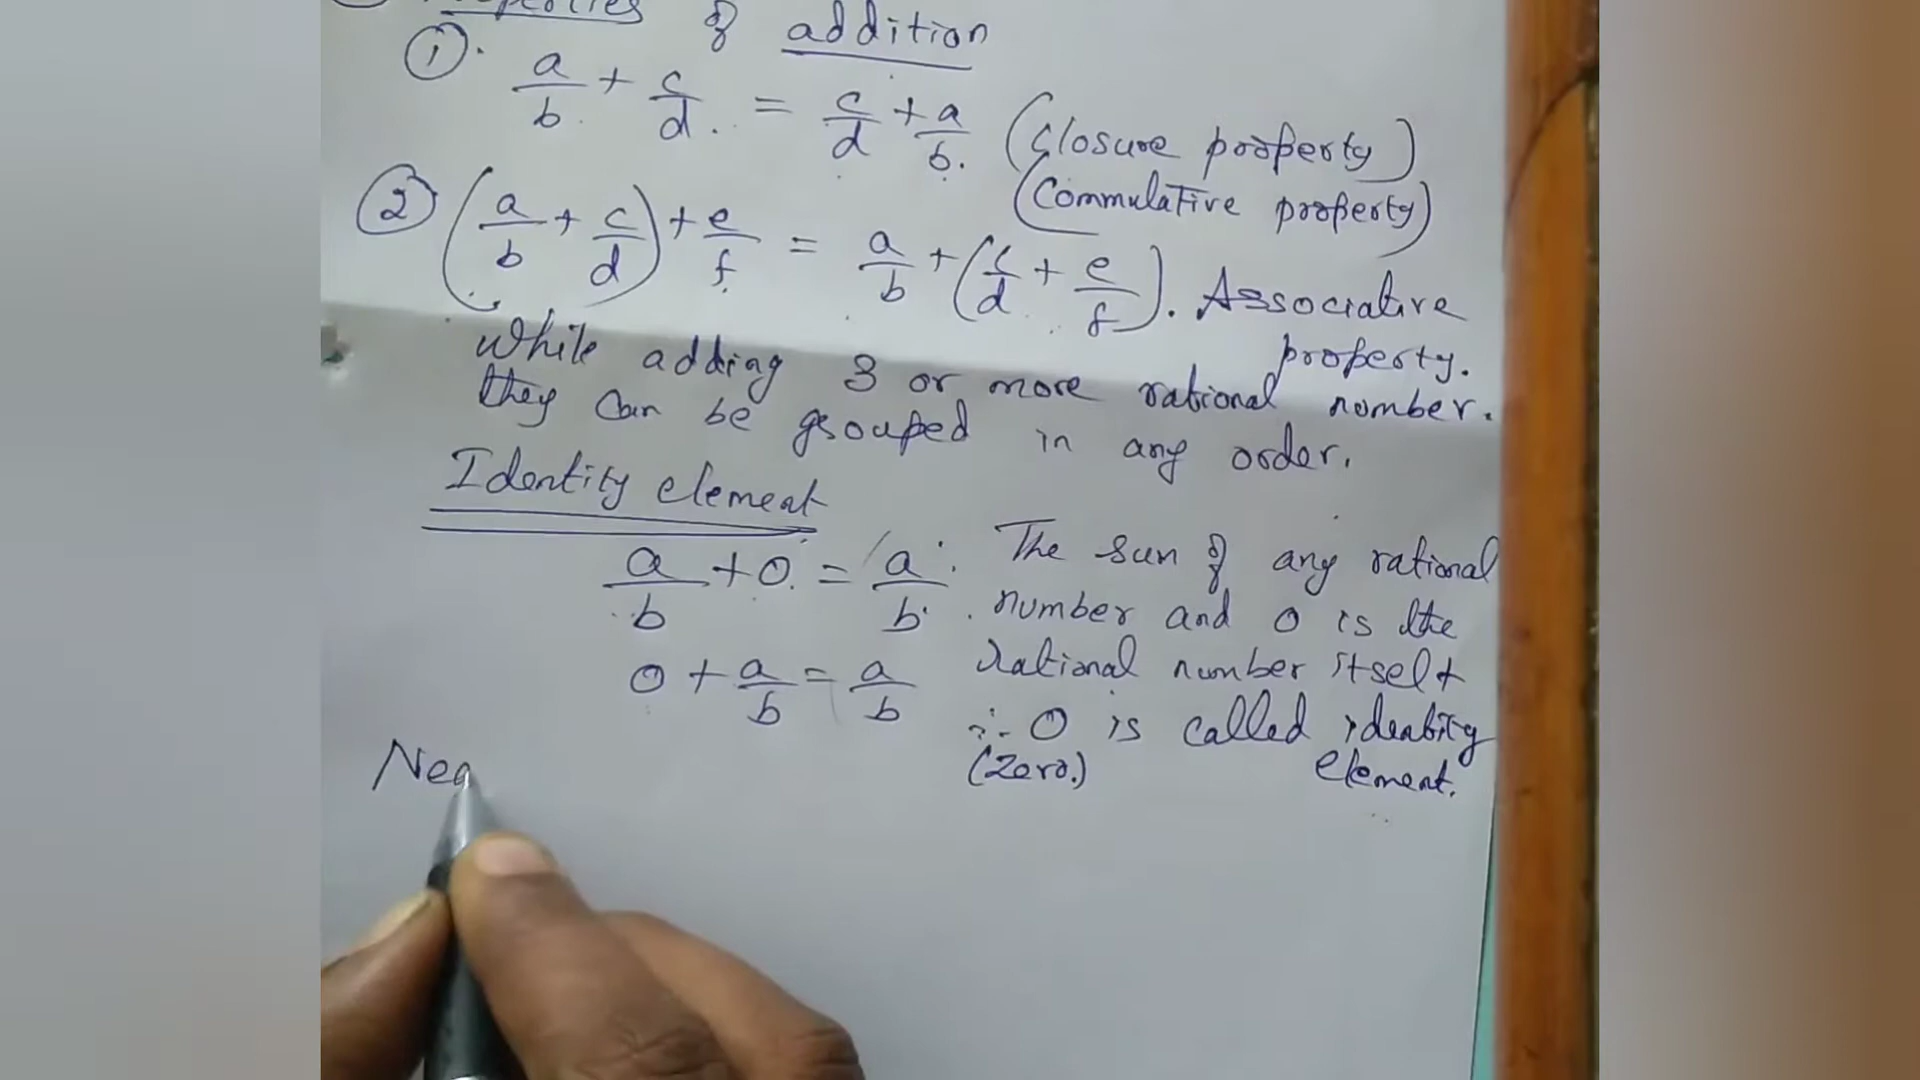 Properties of addition
① a/b + c/d = c/d + a/b. (Closure property)
(Commulative property)
② (a/b + c/d) + e/f = a/b + (c/d + e/f). Associative property.
While adding 3 or more rational number.
they can be grouped in any order.
Identity element
a/b + 0 = a/b. The sum of any rational
number and 0 is the
0 + a/b = a/b rational number itself
∴ 0 is called identity
(Zero.) element.
Neg